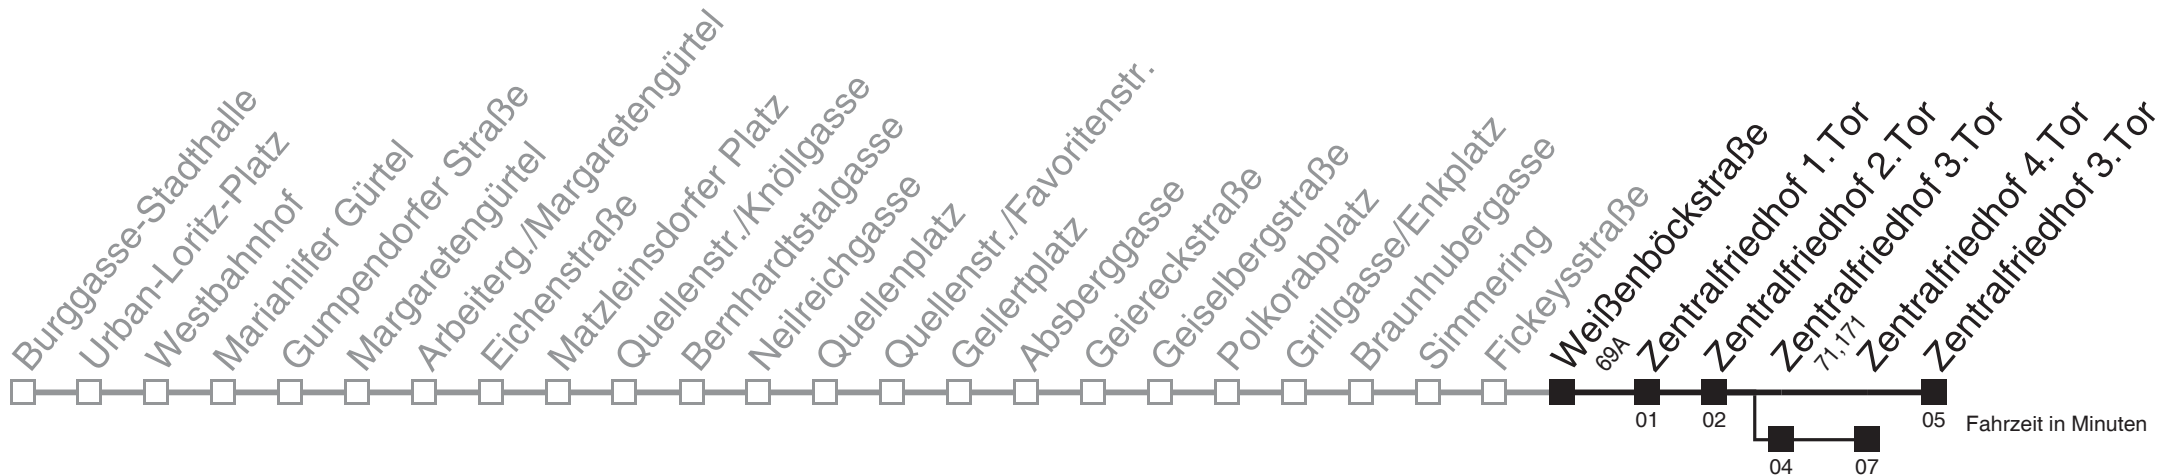 Burggasse-Stadthalle
Urban-Loritz-Platz
Westbahnhof
Mariahilfer Gürtel
Gumpendorfer Straße
Margaretengürtel
Arbeiterg./Margaretengürtel
Eichenstraße
Matzleinsdorfer Platz
Quellenstr./Knöllgasse
Bernhardtstalgasse
Neilreichgasse
Quellenplatz
Quellenstr./Favoritenstr.
Gellertplatz
Absberggasse
Geiereckstraße
Geiselbergstraße
Polkorabplatz
Grillgasse/Enkplatz
Braunhubergasse
Simmering
Fickeysstraße
Weißenböckstraße
69A
Zentralfriedhof 1.Tor
Zentralfriedhof 2.Tor
Zentralfriedhof 3.Tor
71,171
Zentralfriedhof 4.Tor
Zentralfriedhof 3.Tor
01
02
05
Fahrzeit in Minuten
04
07